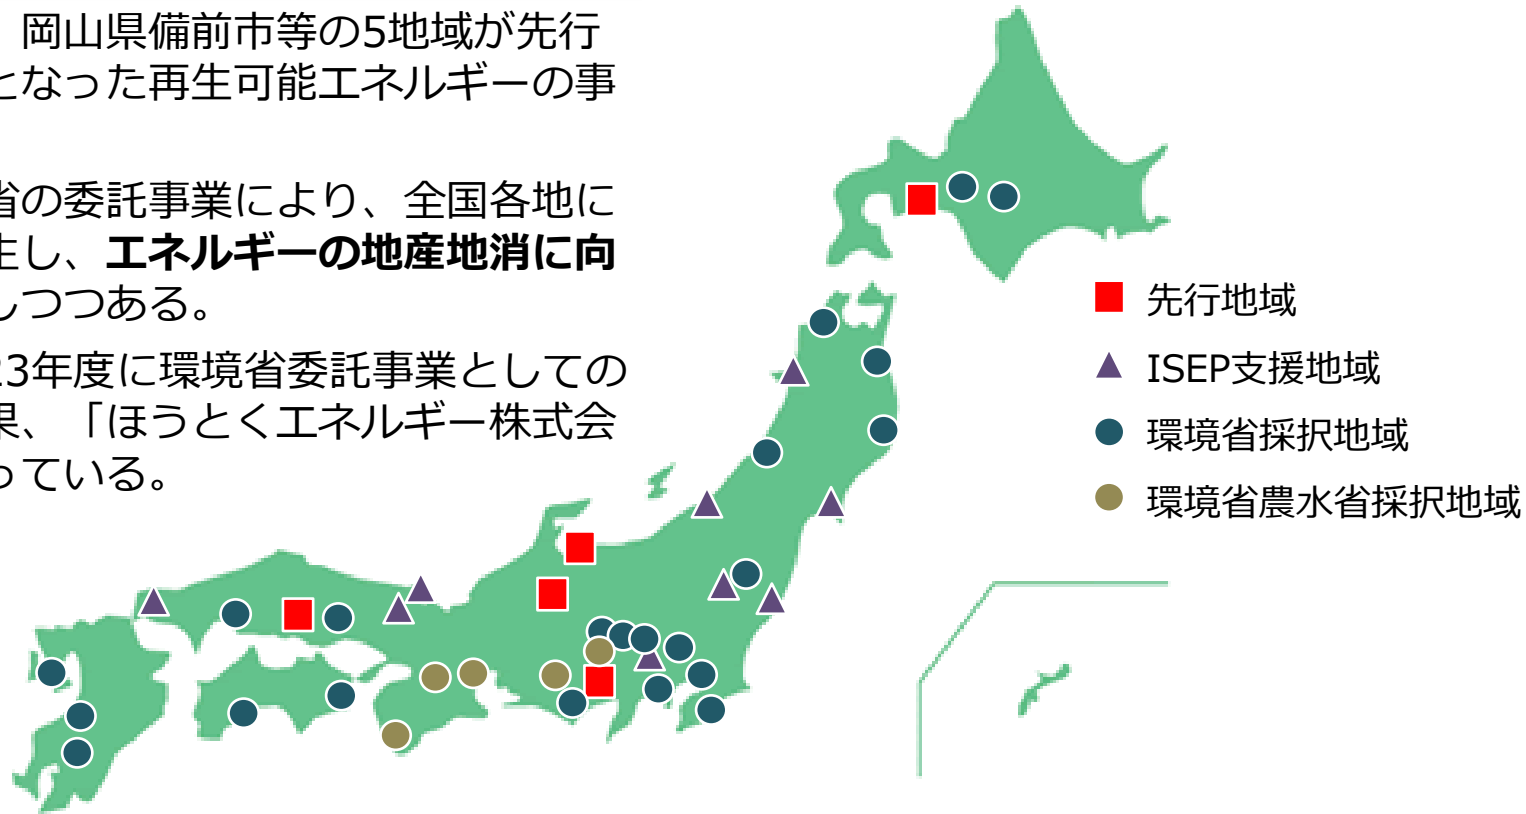 岡山県備前市等の5地域が先行
となった再生可能エネルギーの事
省の委託事業により、全国各地に
生し、エネルギーの地産地消に向
しつつある。
23年度に環境省委託事業としての
果、「ほうとくエネルギー株式会
っている。
先行地域
ISEP支援地域
環境省採択地域
環境省農水省採択地域